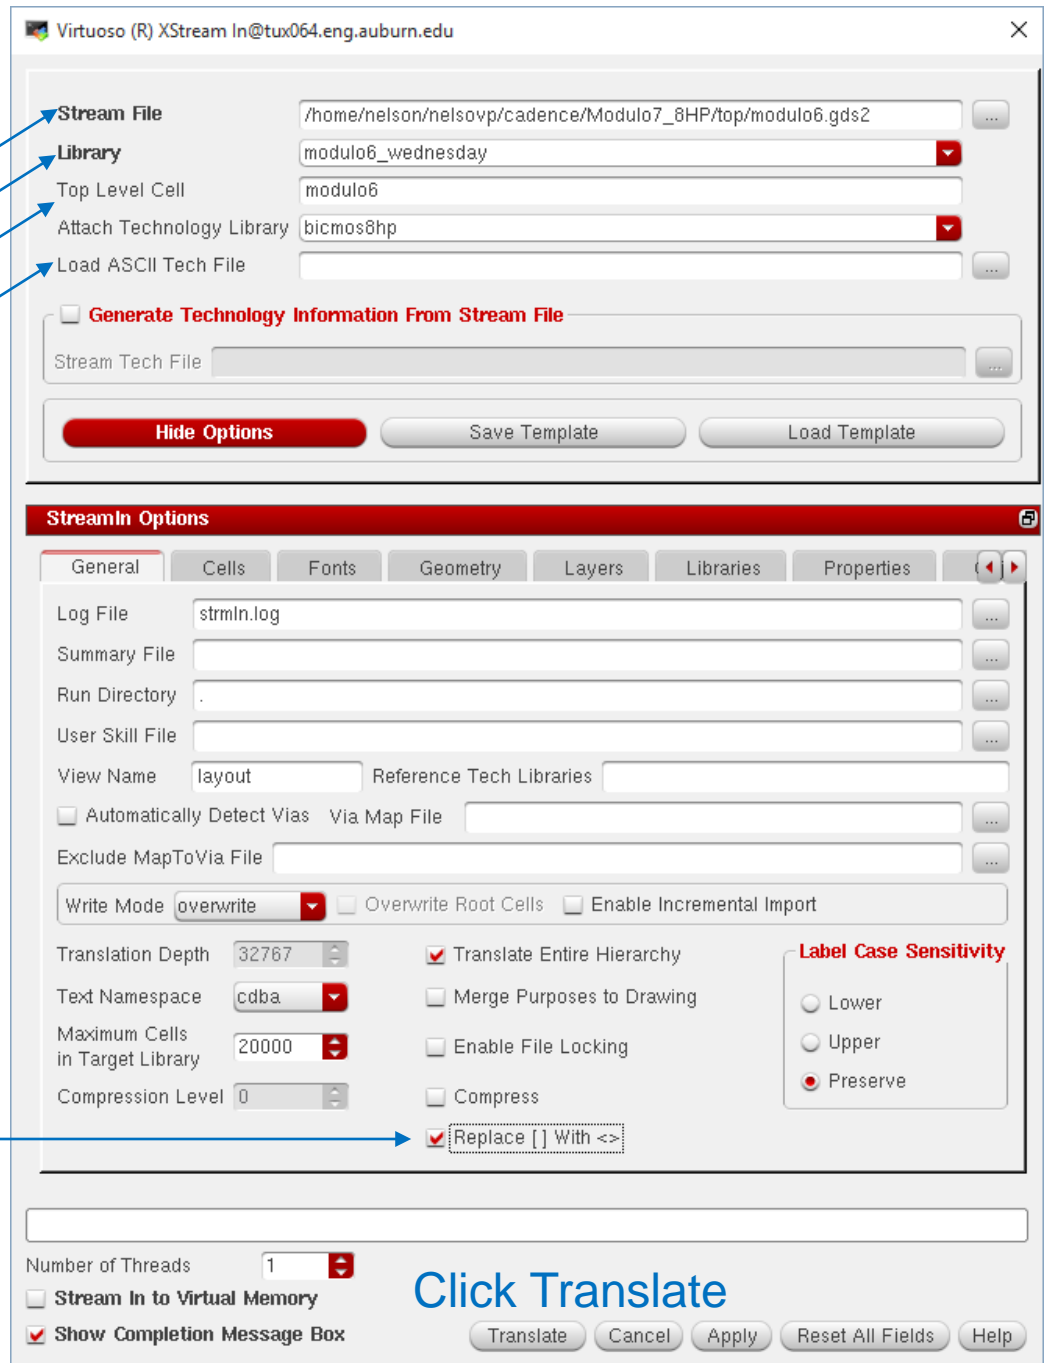 Virtuoso (R) XStream In@tux064.eng.auburn.edu
Stream File /home/nelson/nelsovp/cadence/Modulo7_8HP/top/modulo6.gds2 ...
Library modulo6_wednesday
Top Level Cell modulo6
Attach Technology Library bicmos8hp
Load ASCII Tech File ...
Generate Technology Information From Stream File
Stream Tech File ...
Hide Options Save Template Load Template
StreamIn Options
General Cells Fonts Geometry Layers Libraries Properties
Log File strmIn.log ...
Summary File ...
Run Directory . ...
User Skill File ...
View Name layout Reference Tech Libraries
Automatically Detect Vias Via Map File ...
Exclude MapToVia File ...
Write Mode overwrite Overwrite Root Cells Enable Incremental Import
Translation Depth 32767 Translate Entire Hierarchy Label Case Sensitivity
Text Namespace cdba Merge Purposes to Drawing Lower
Maximum Cells
in Target Library 20000 Enable File Locking Upper
Compression Level 0 Compress Preserve
Replace [ ] With <>
Number of Threads 1
Click Translate
Stream In to Virtual Memory
Show Completion Message Box Translate Cancel Apply Reset All Fields Help